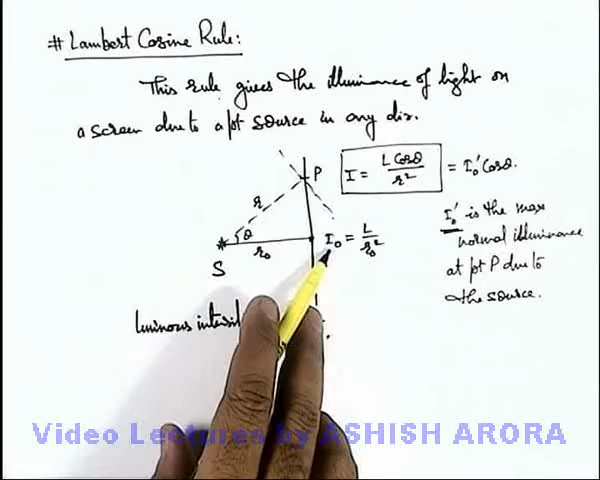 # Lambert Cosine Rule:
This rule gives the illuminance of light on
a screen due to a pt source in any dir.
P
I = L Cosθ / r² = I₀' Cosθ.
r
θ
r₀
S
I₀ = L / r₀²
I₀' is the max
normal illuminance
at pt P due to
the source.
luminous
Video Lectures by ASHISH ARORA